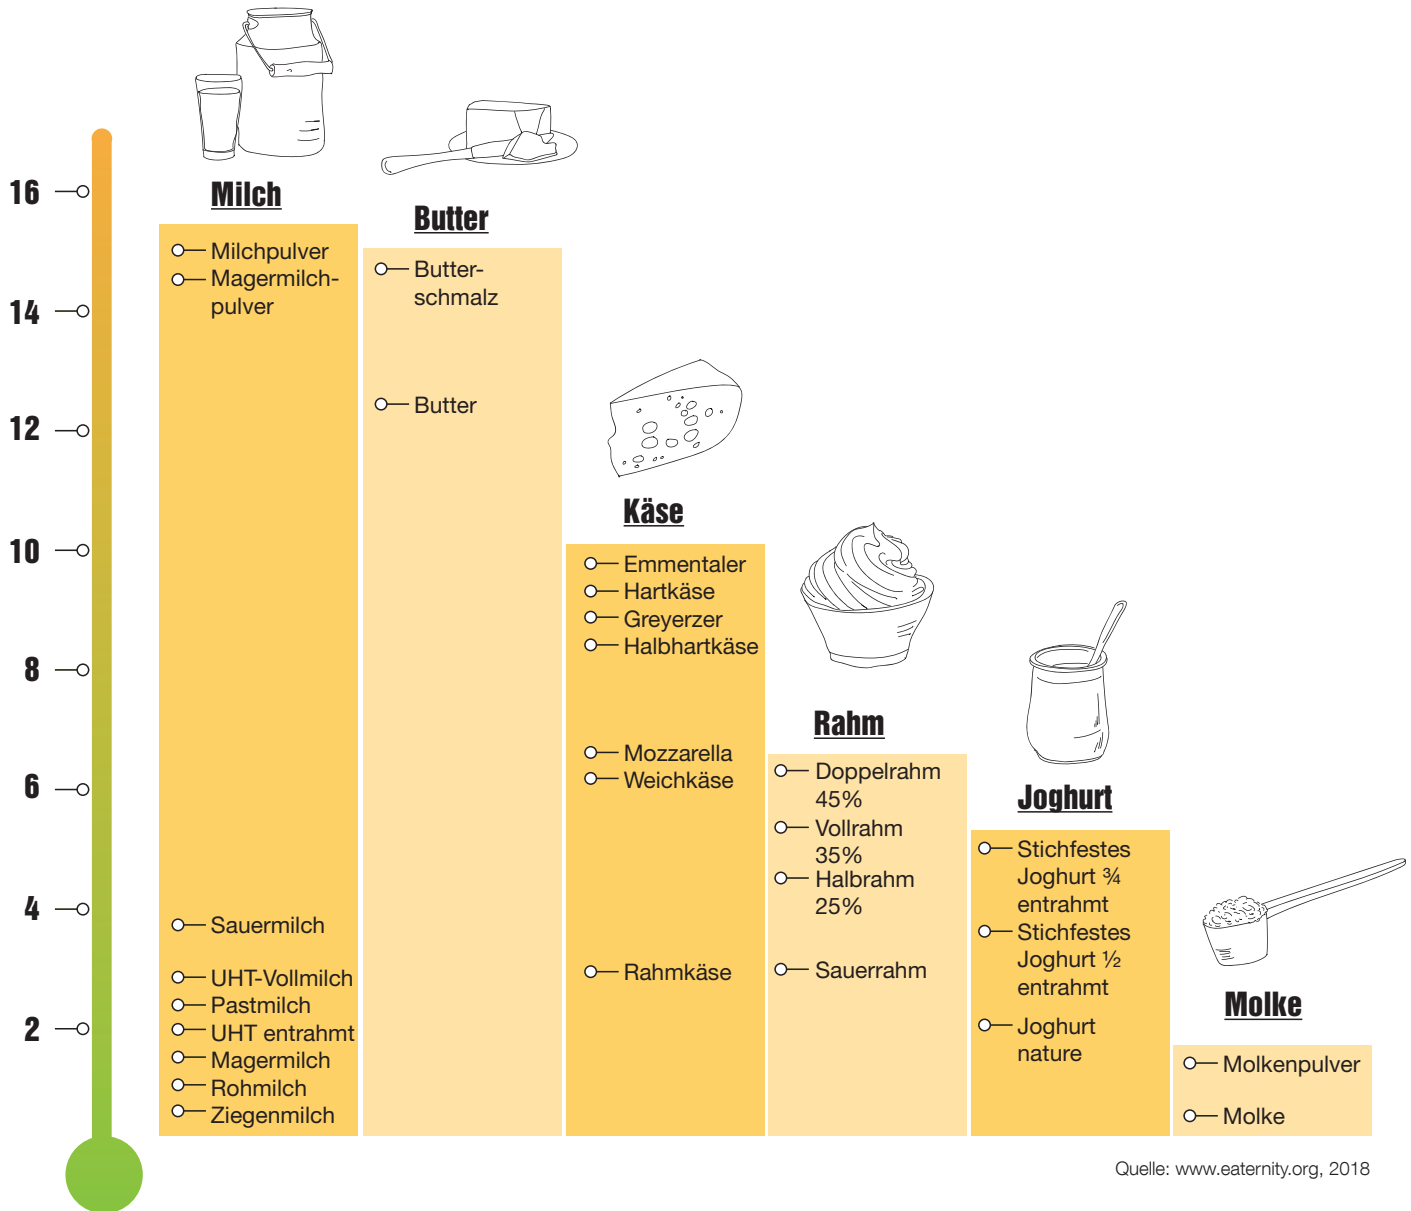 16
14
12
10
8
6
4
2
Milch
Milchpulver
Magermilch-
pulver
Sauermilch
UHT-Vollmilch
Pastmilch
UHT entrahmt
Magermilch
Rohmilch
Ziegenmilch
Butter
Butter-
schmalz
Butter
Käse
Emmentaler
Hartkäse
Greyerzer
Halbhartkäse
Mozzarella
Weichkäse
Rahmkäse
Rahm
Doppelrahm
45%
Vollrahm
35%
Halbrahm
25%
Sauerrahm
Joghurt
Stichfestes
Joghurt ¾
entrahmt
Stichfestes
Joghurt ½
entrahmt
Joghurt
nature
Molke
Molkenpulver
Molke
Quelle: www.eaternity.org, 2018